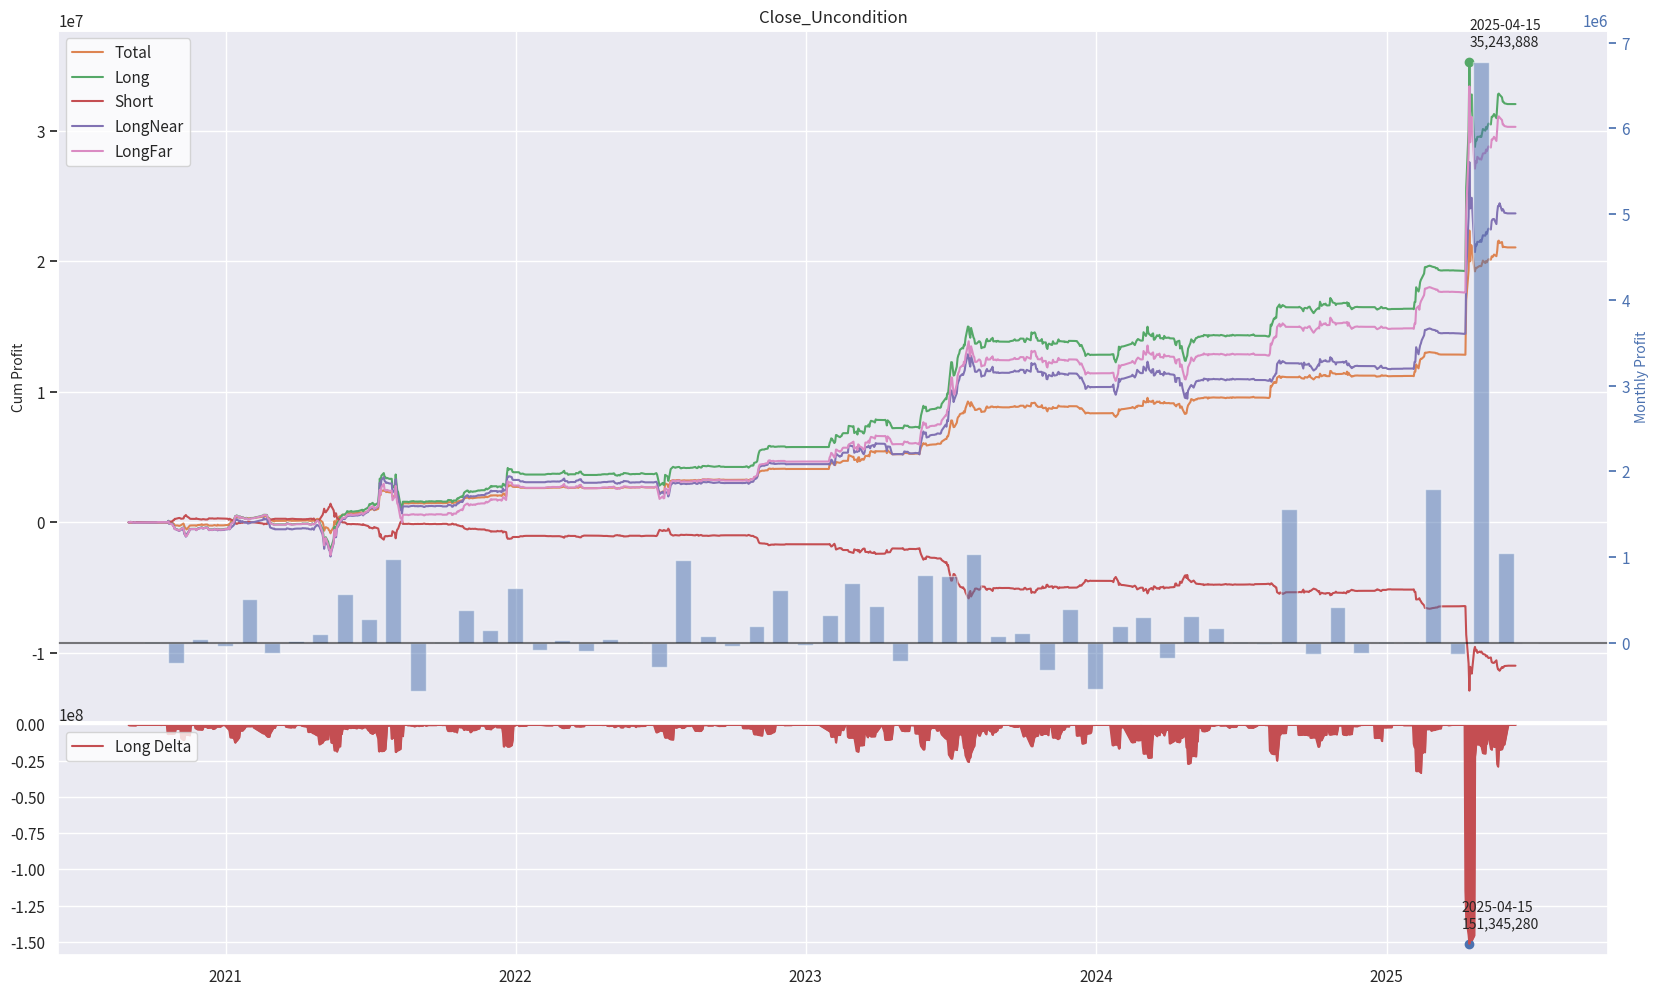 Close_Uncondition
1e7
1e6
2025-04-15
35,243,888
Total
Long
Short
LongNear
LongFar
3
2
1
0
-1
Cum Profit
7
6
5
4
3
2
1
0
Monthly Profit
1e8
0.00
-0.25
-0.50
-0.75
-1.00
-1.25
-1.50
Long Delta
2025-04-15
151,345,280
2021
2022
2023
2024
2025